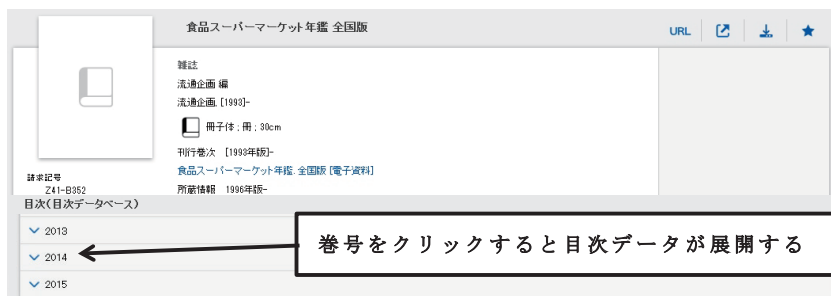 食品スーパーマーケット年鑑 全国版
URL
雑誌
流通企画 編
流通企画, [1993]-
冊子体 ; 冊 ; 30cm
刊行巻次 [1993年版]-
食品スーパーマーケット年鑑. 全国版 [電子資料]
請求記号
Z41-B352
所蔵情報 1996年版-
目次(目次データベース)
2013
2014
2015
巻号をクリックすると目次データが展開する